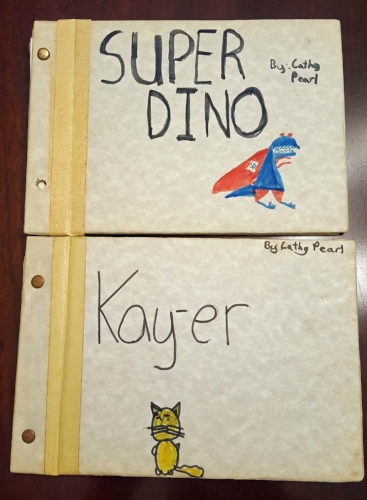 SUPER
DINO
By: Cathy
Pearl
By: Cathy Pearl
Kay-er